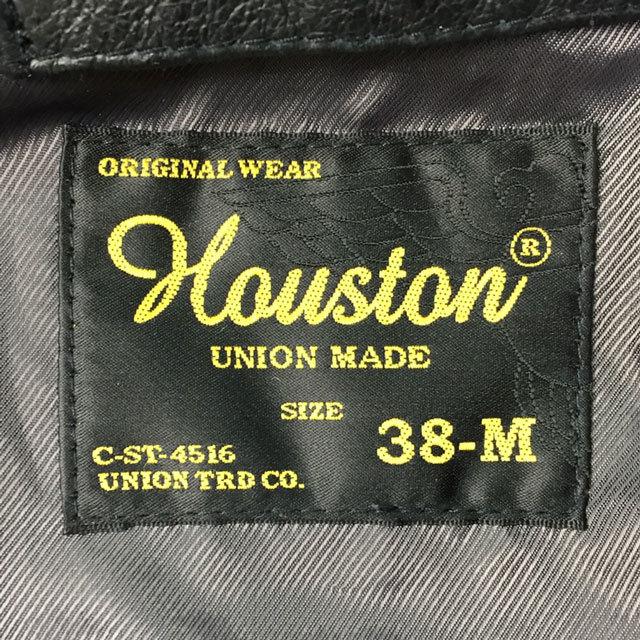 ORIGINAL WEAR
Houston®
UNION MADE
SIZE
38-M
C-ST-4516
UNION TRD CO.